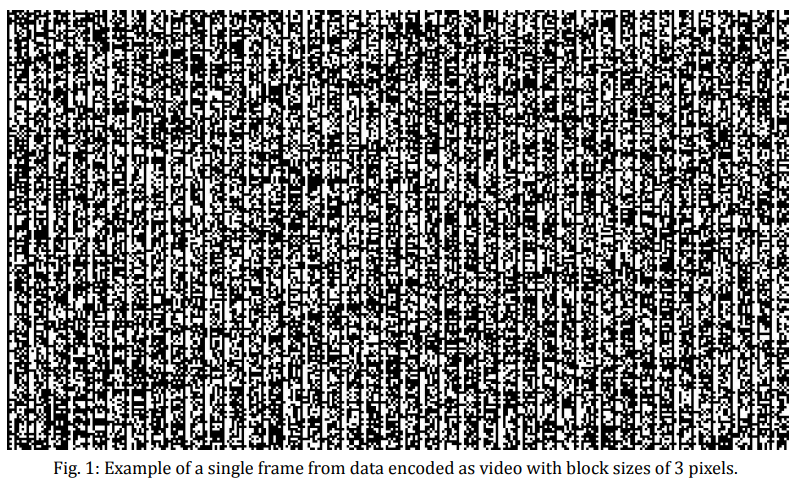 Fig. 1: Example of a single frame from data encoded as video with block sizes of 3 pixels.